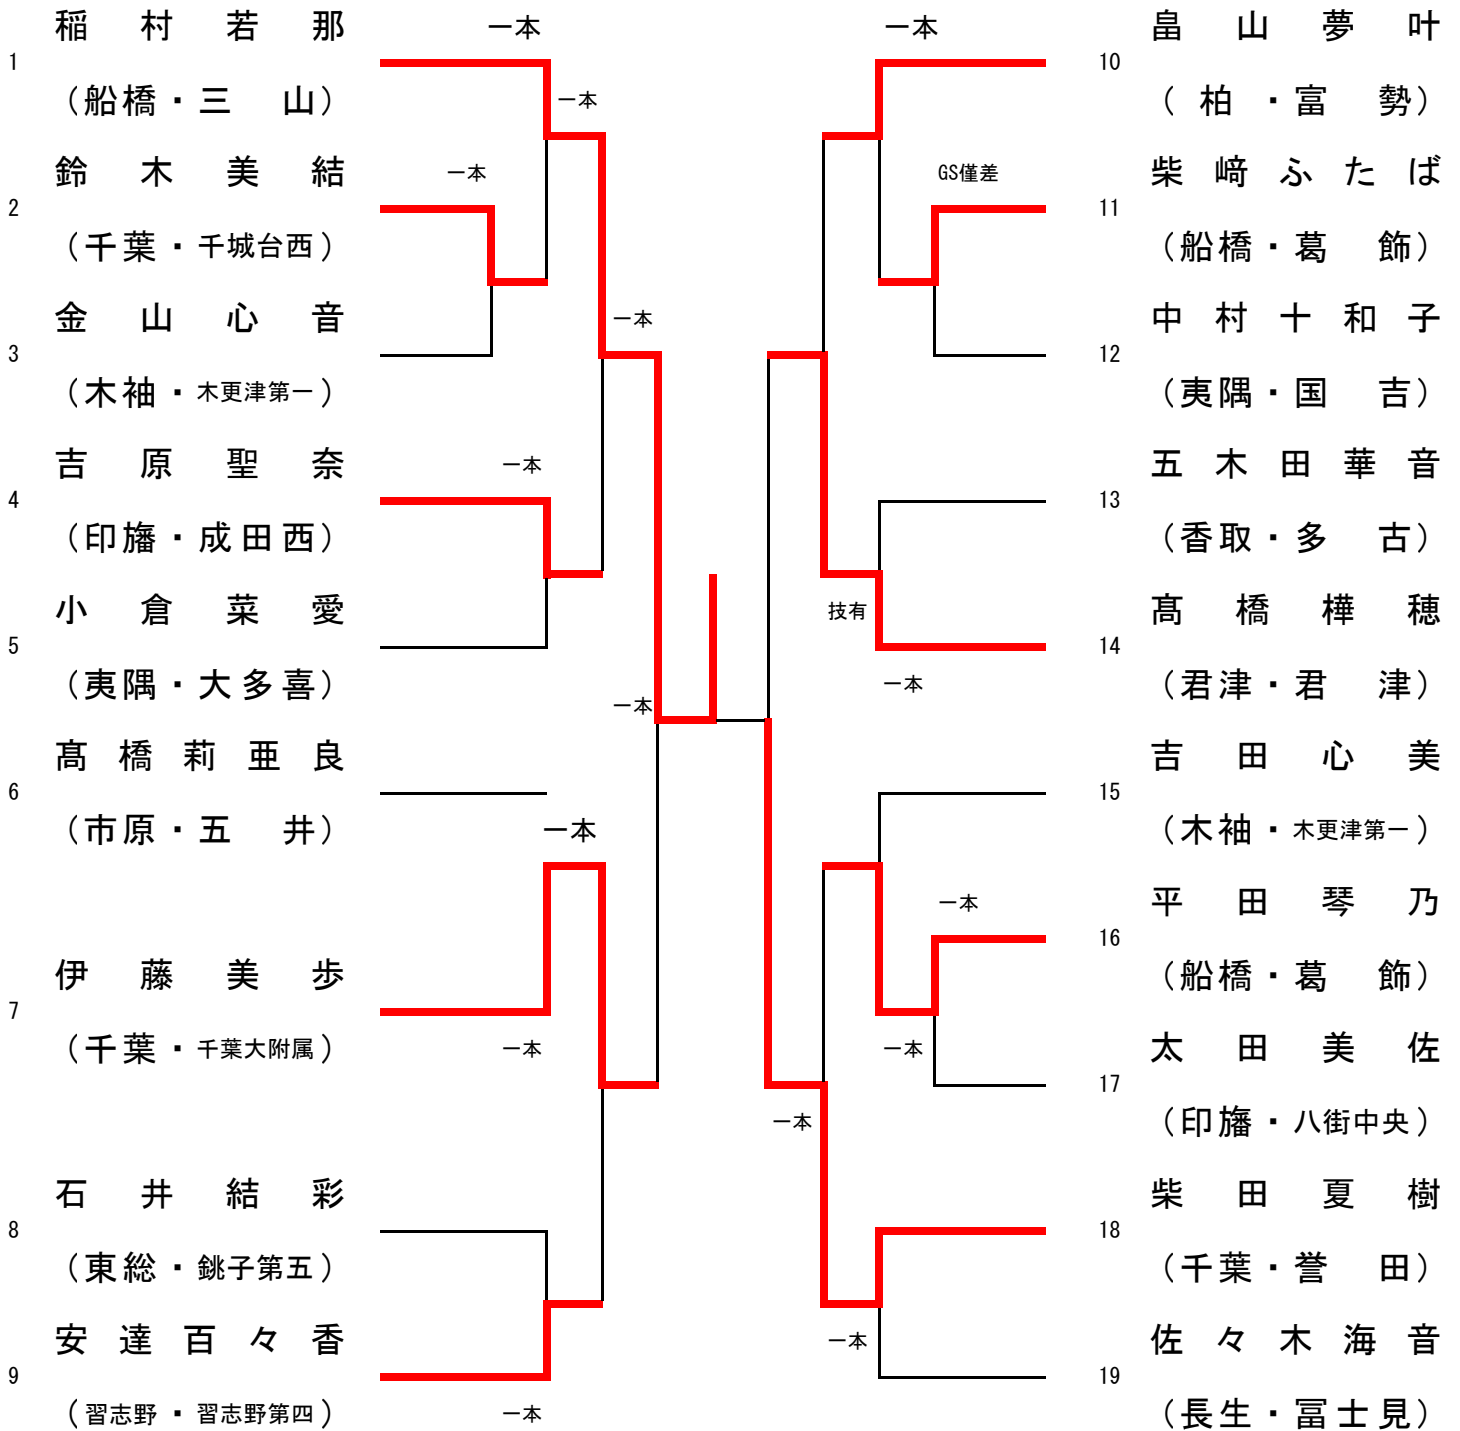 稲村若那
一本
1
（船橋・三山）
一本
鈴木美結
一本
2
（千葉・千城台西）
金山心音
一本
3
（木袖・木更津第一）
吉原聖奈
一本
4
（印旛・成田西）
小倉菜愛
5
（夷隅・大多喜）
一本
髙橋莉亜良
6
（市原・五井）
一本
伊藤美歩
7
（千葉・千葉大附属）
一本
石井結彩
8
（東総・銚子第五）
安達百々香
9
（習志野・習志野第四）
一本
一本
畠山夢叶
10
（柏・富勢）
GS僅差
柴﨑ふたば
11
（船橋・葛飾）
中村十和子
12
（夷隅・国吉）
五木田華音
13
（香取・多古）
技有
髙橋樺穂
14
一本
（君津・君津）
吉田心美
15
（木袖・木更津第一）
一本
平田琴乃
16
（船橋・葛飾）
一本
太田美佐
17
一本
（印旛・八街中央）
柴田夏樹
18
（千葉・誉田）
一本
佐々木海音
19
（長生・冨士見）